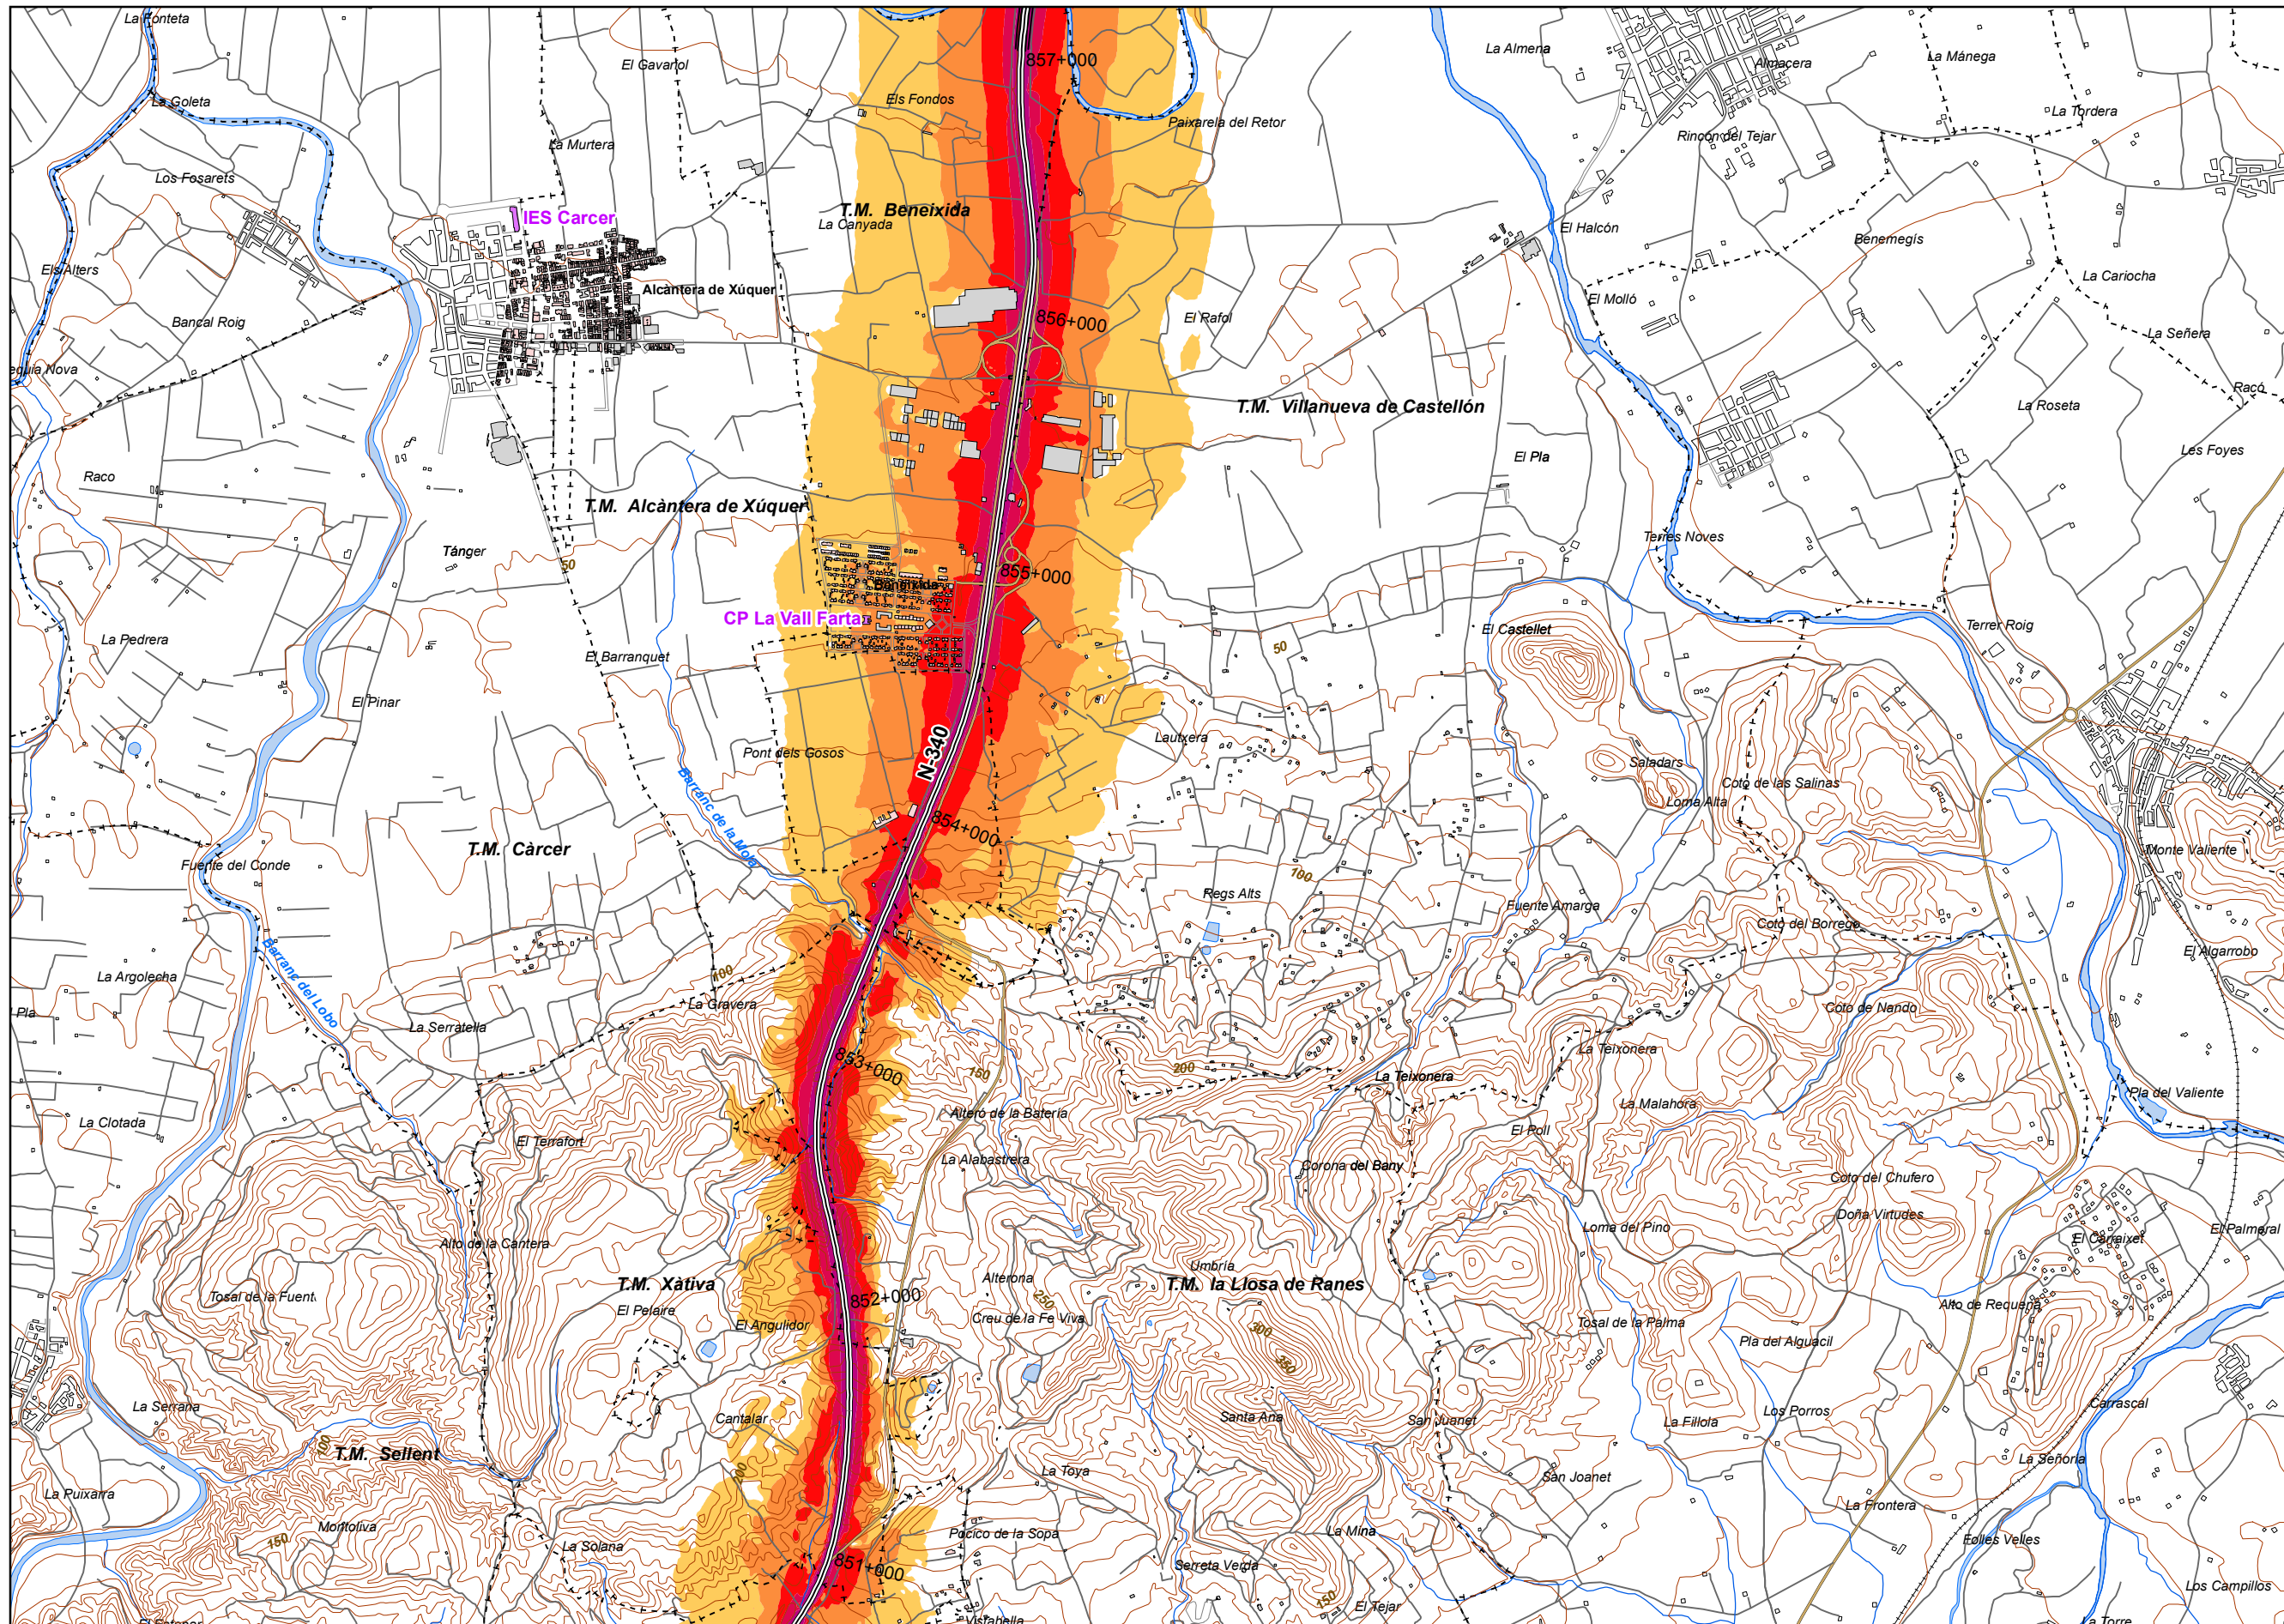 La Fonteta
La Almena
La Mánega
857+000
Almacera
El Gavarol
Els Fondos
La Goleta
La Tordera
Paixarela del Retor
Rincón del Tejar
La Murtera
Los Fosarets
T.M. Beneixida
IES Carcer
La Canyada
El Halcón
Benemegís
Els Alters
La Cariocha
Alcàntera de Xúquer
El Molló
Bancal Roig
856+000
El Rafol
La Señera
equia Nova
Racó
T.M. Villanueva de Castellón
La Roseta
El Pla
Les Foyes
Raco
T.M. Alcàntera de Xúquer
Terres Noves
Tánger
50
855+000
Beneixida
CP La Vall Farta
El Castellet
Terrer Roig
La Pedrera
50
El Barranquet
El Pinar
Lautxera
N-340
Pont dels Gosos
Saladars
Coto de las Salinas
Loma Alta
Barranc de la Mola
854+000
T.M. Càrcer
Monte Valiente
Fuente del Conde
100
Regs Alts
Fuente Amarga
Coto del Borrego
El Algarrobo
Barranc del Lobo
La Argolecha
100
La Gravera
Coto de Nando
Pla
La Serratella
La Teixonera
853+000
150
200
La Teixonera
Pla del Valiente
La Malahora
Alteró de la Batería
La Clotada
El Poll
El Terrafort
La Alabastrera
Corona del Bany
Coto del Chufero
Doña Virtudes
Loma del Pino
El Palmeral
El Carraixet
Alto de la Cantera
Umbría
Alterona
T.M. Xàtiva
T.M. la Llosa de Ranes
Tosal de la Fuent
852+000
250
Alto de Requena
El Pelaire
Creu de la Fe Viva
El Angulidor
300
Tosal de la Palma
Pla del Alguacil
350
La Serrana
Carrascal
Cantalar
Santa Ana
San Juanet
La Fillola
Los Porros
100
T.M. Sellent
La Señoría
200
La Toya
San Joanet
La Puixarra
La Frontera
Montoliva
La Mina
Pocico de la Sopa
150
La Solana
Folles Velles
851+000
Serreta Verda
Los Campillos
150
El Tejar
Vistabella
La Torre